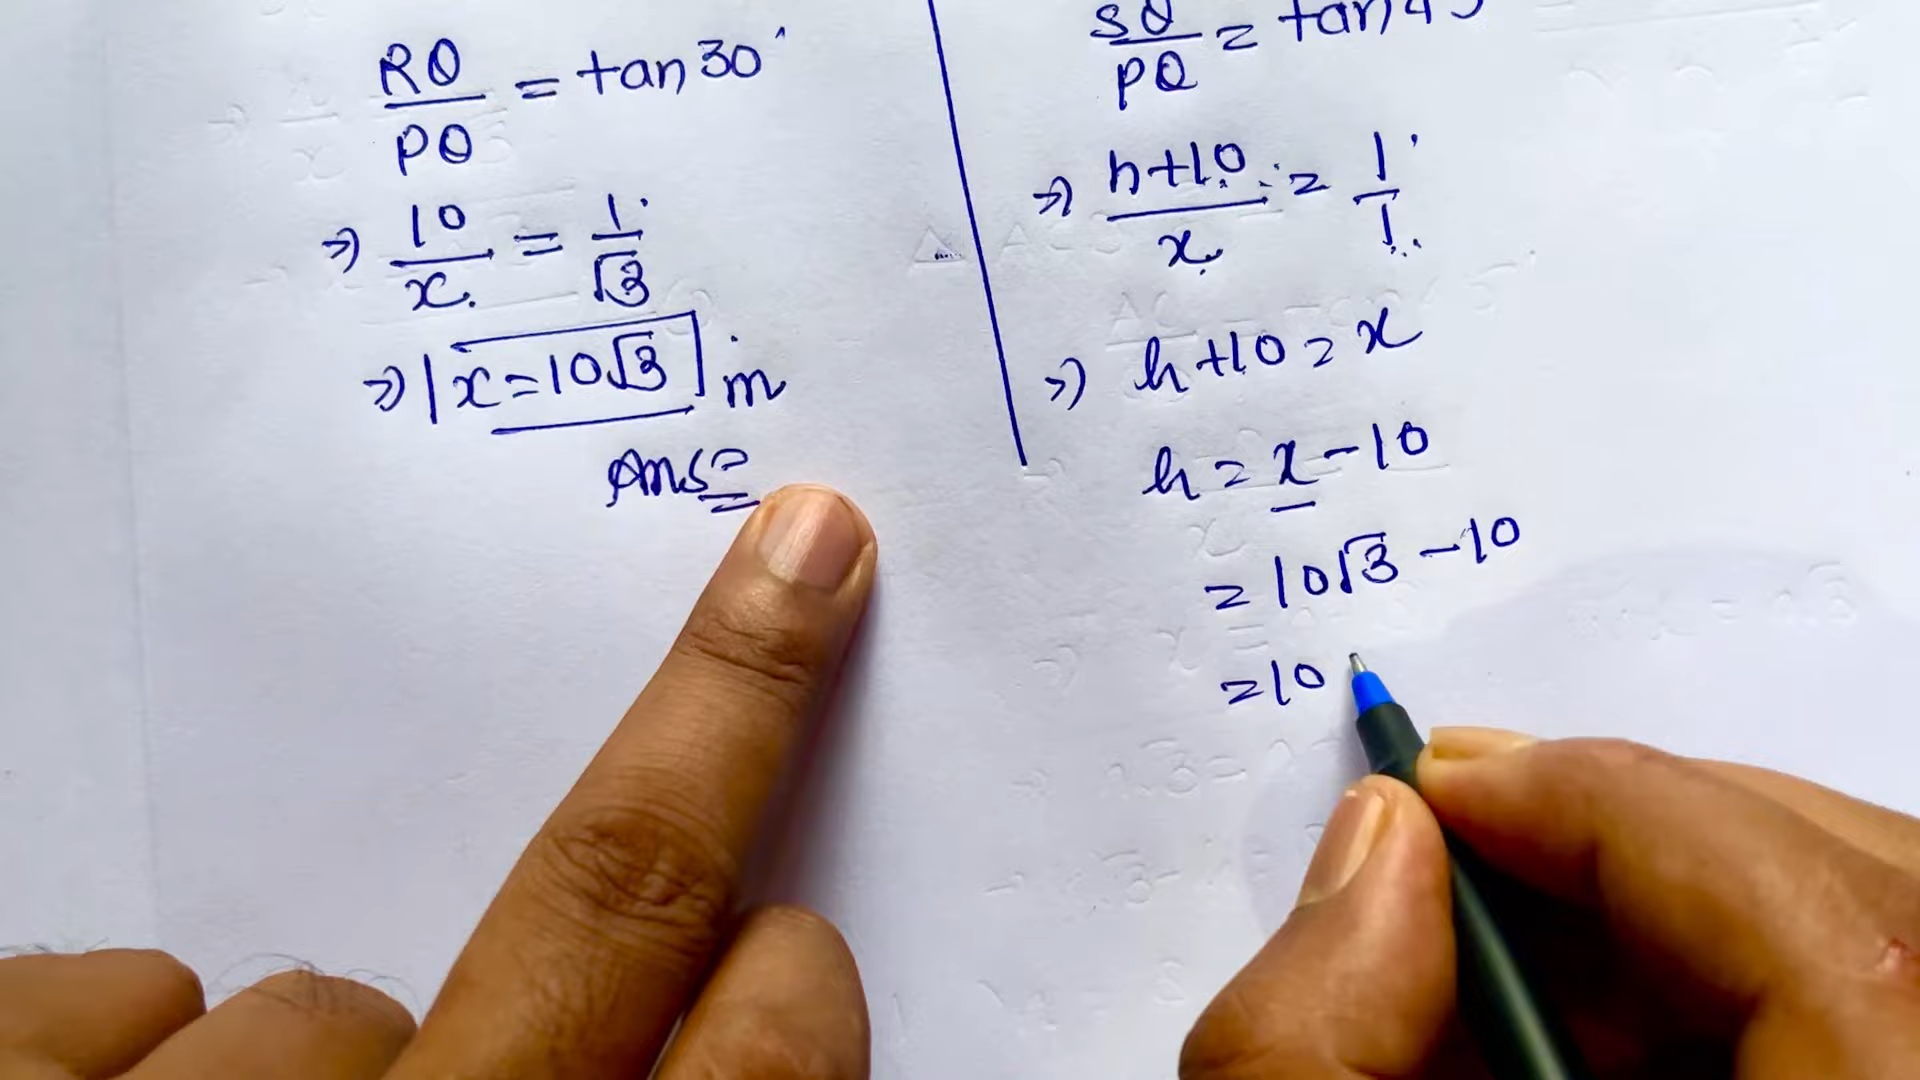 RQ/PQ = tan 30°
⇒ 10/x = 1/√3
⇒ x = 10√3 m
Ans
SQ/PQ = tan 45
⇒ h+10/x = 1/1
⇒ h+10 = x
h = x - 10
= 10√3 - 10
= 10